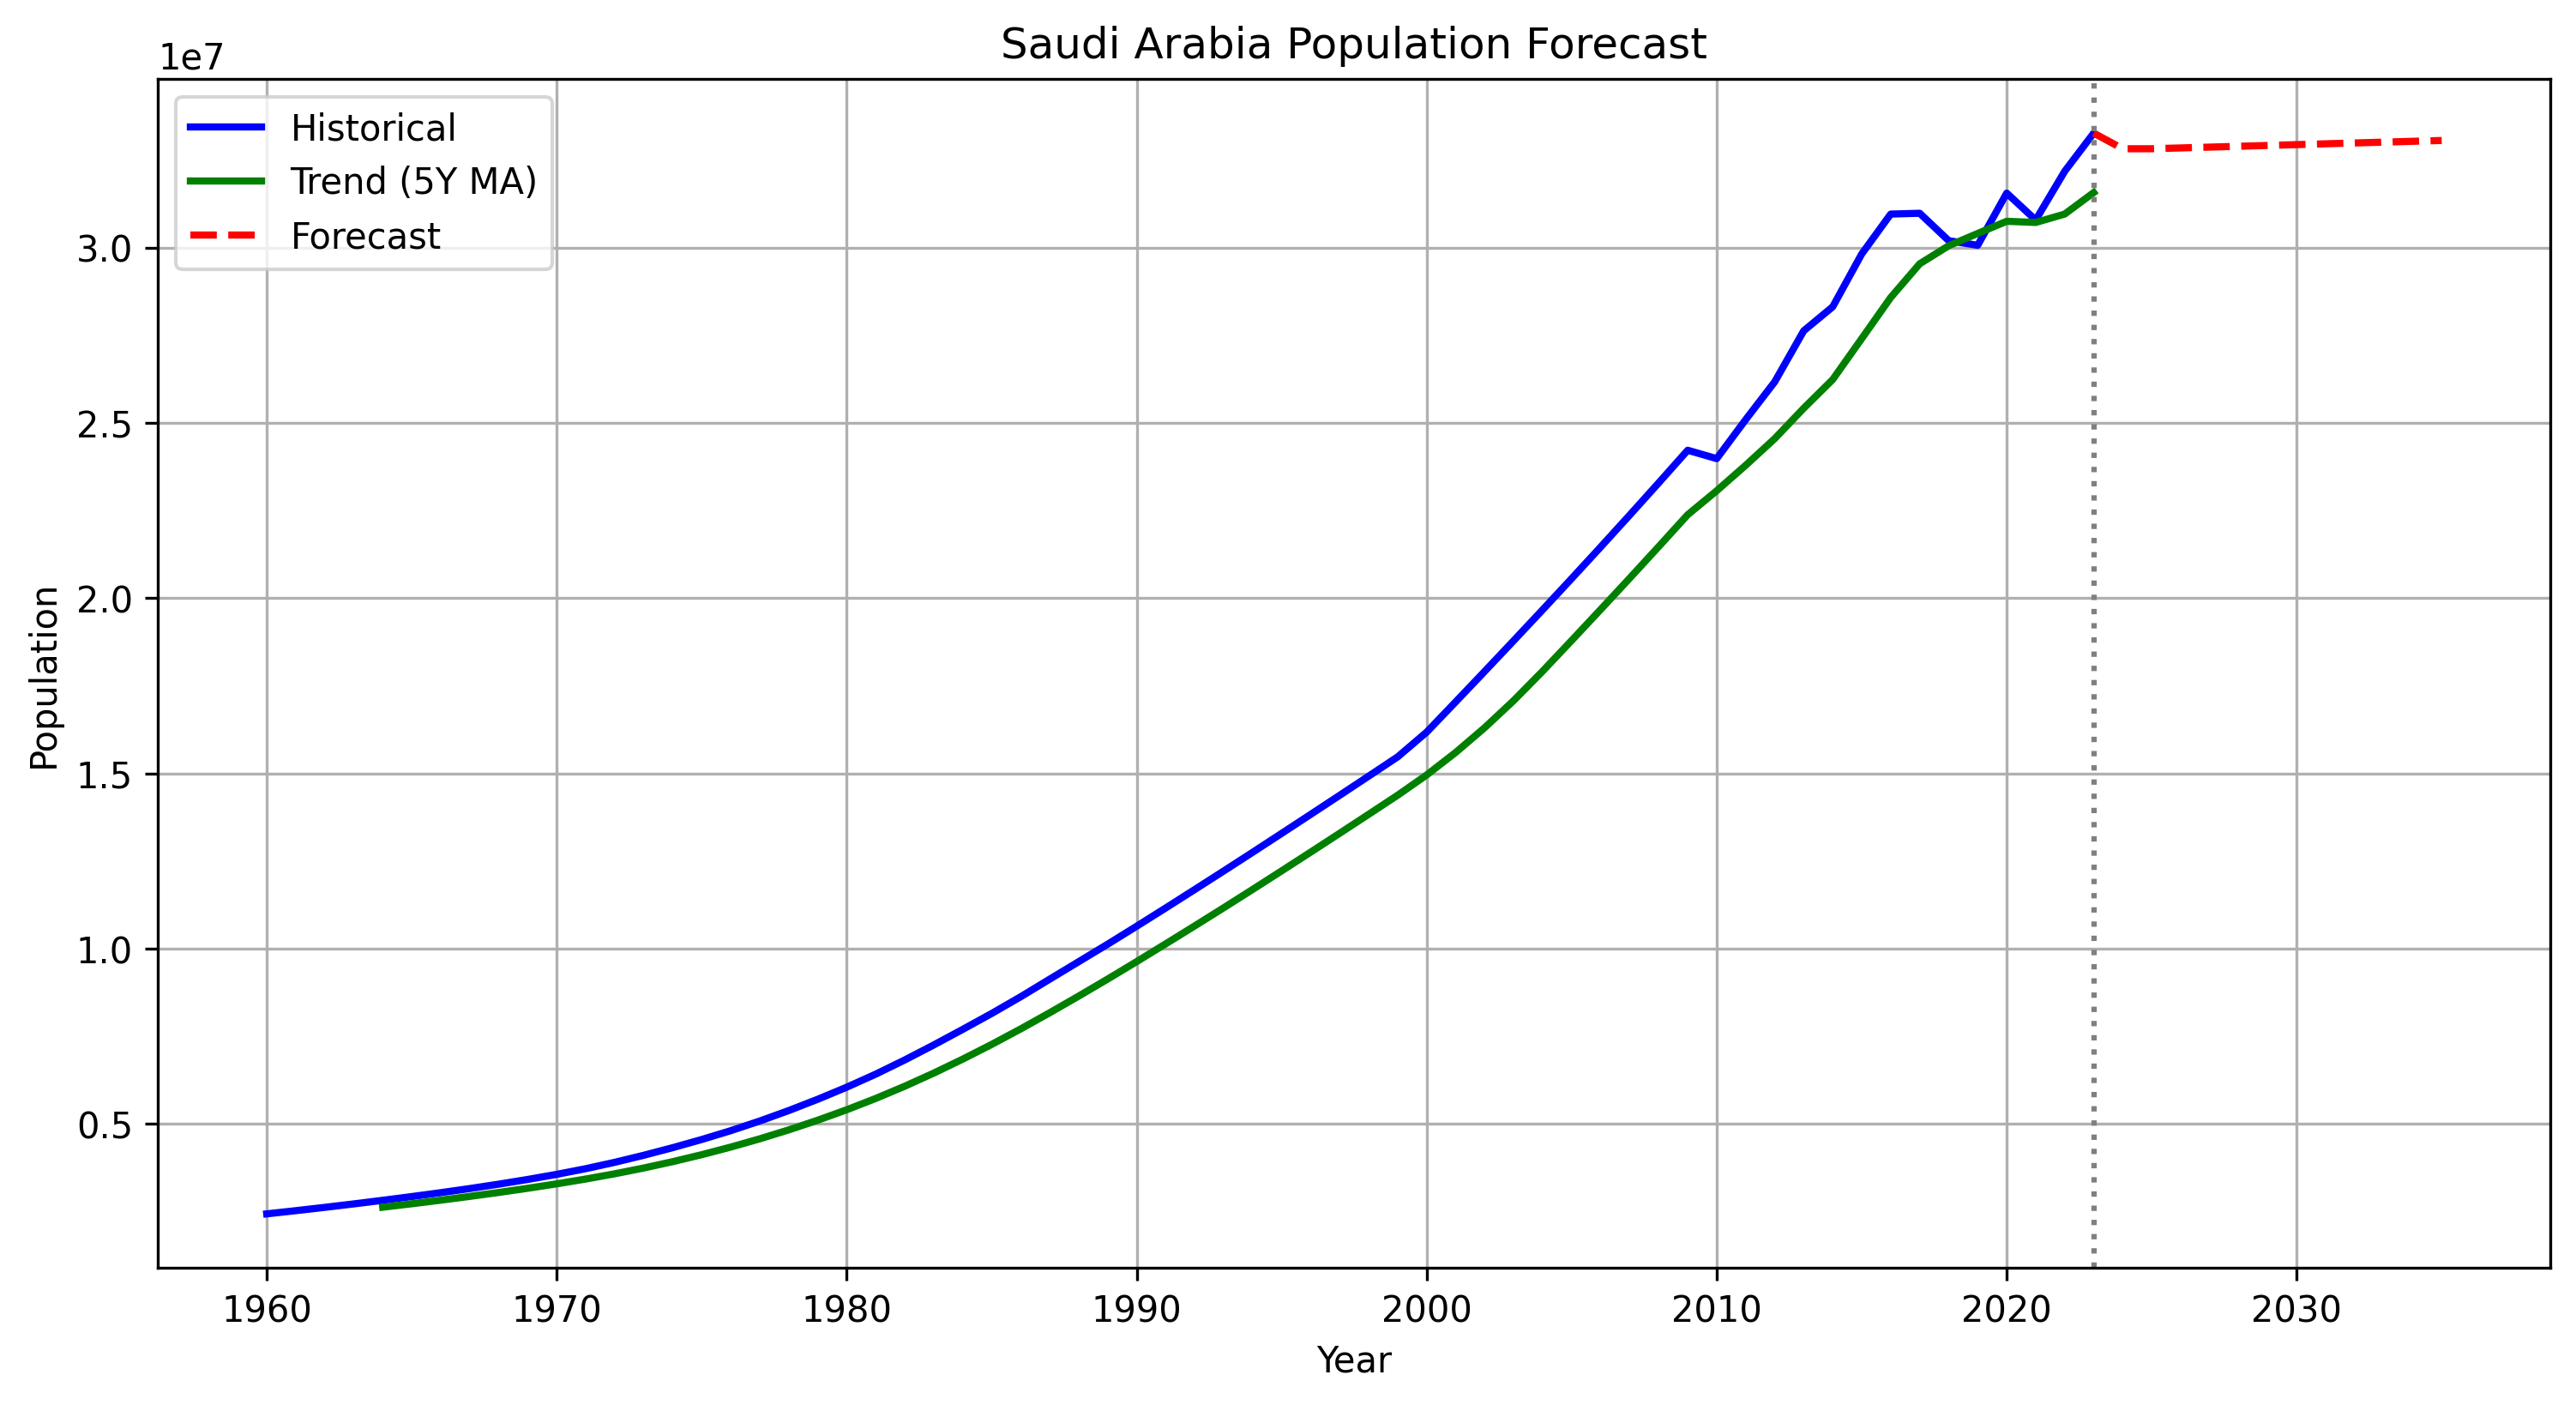 Saudi Arabia Population Forecast
1e7
Historical
Trend (5Y MA)
Forecast
3.0
2.5
2.0
1.5
1.0
0.5
Population
1960 1970 1980 1990 2000 2010 2020 2030
Year